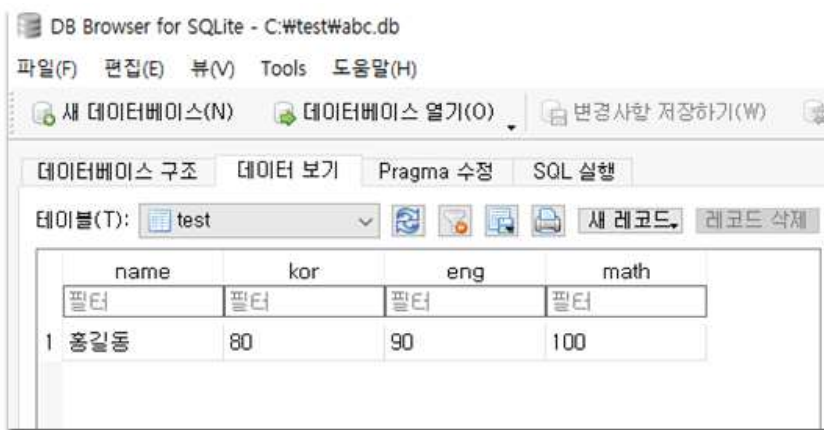 DB Browser for SQLite - C:₩test₩abc.db
파일(F) 편집(E) 뷰(V) Tools 도움말(H)
새 데이터베이스(N) 데이터베이스 열기(O) 변경사항 저장하기(W)
데이터베이스 구조 데이터 보기 Pragma 수정 SQL 실행
테이블(T): test 새 레코드 레코드 삭제
name kor eng math
필터 필터 필터 필터
1 홍길동 80 90 100